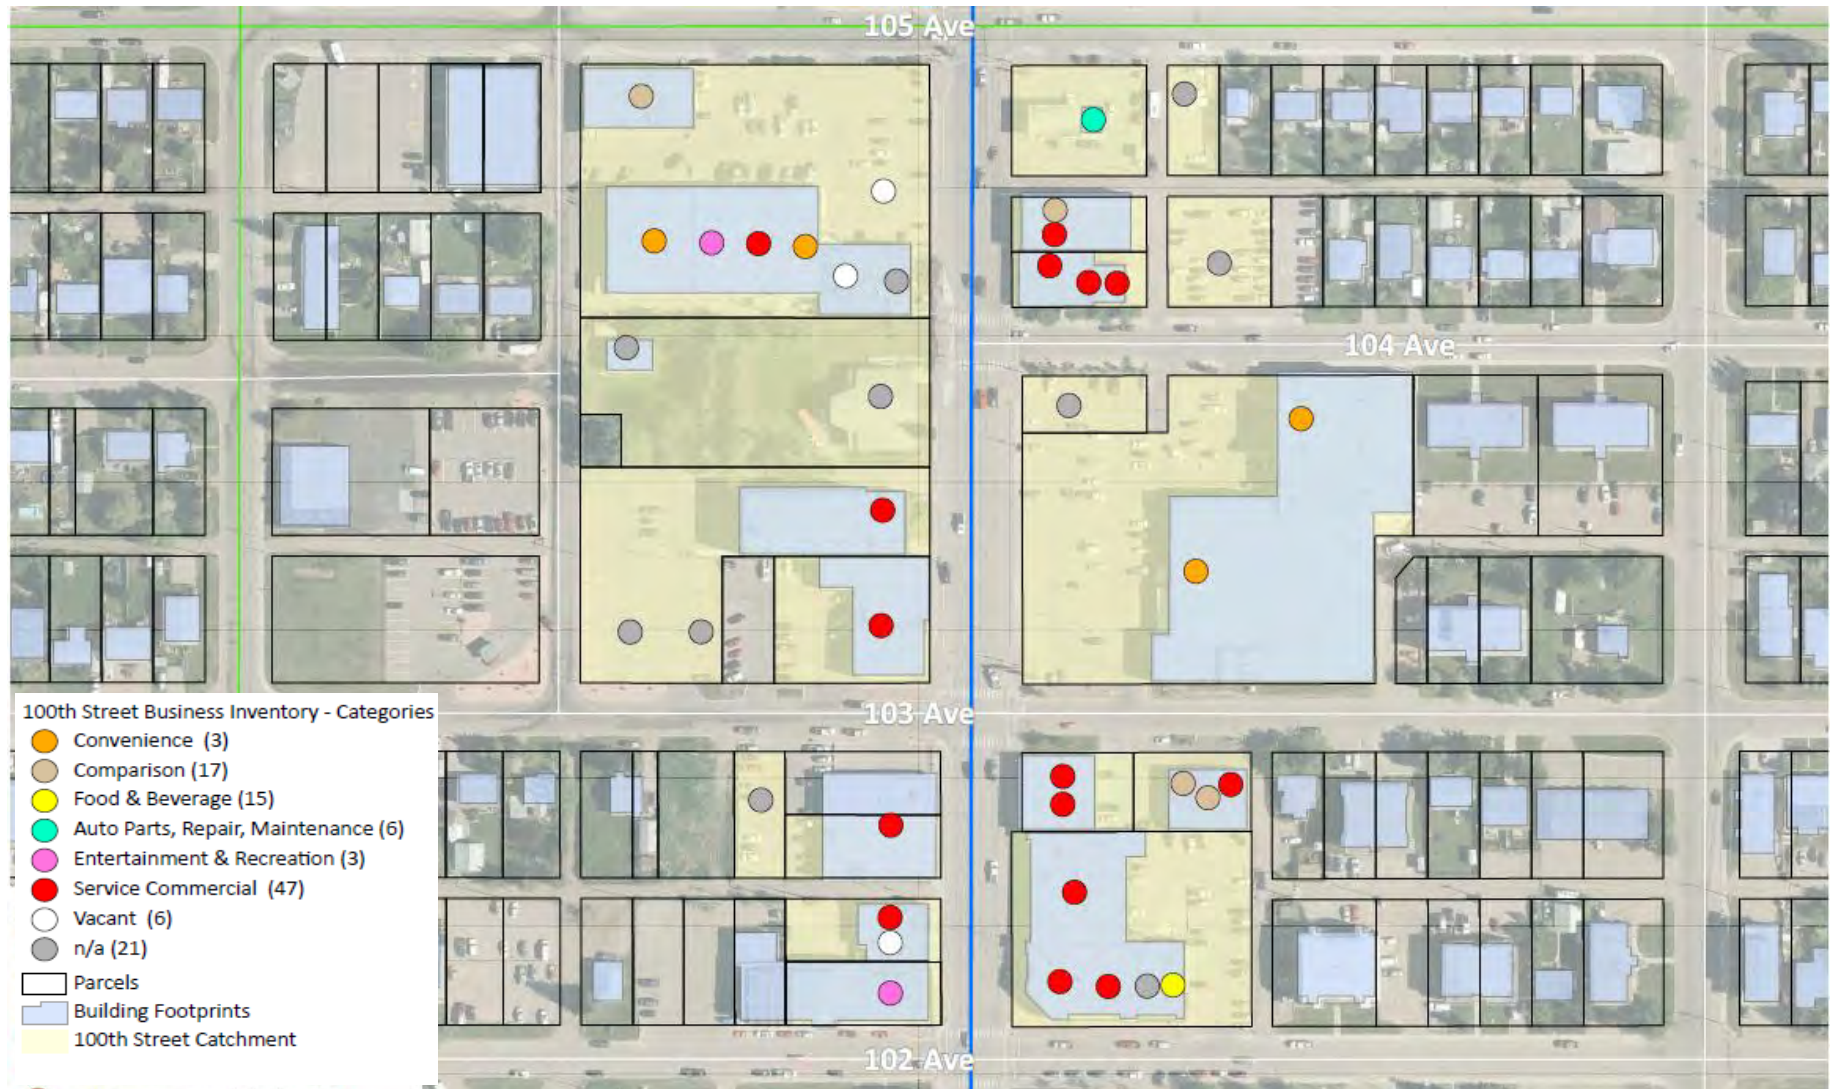 105 Ave
104 Ave
103 Ave
100th Street Business Inventory - Categories
Convenience (3)
Comparison (17)
Food & Beverage (15)
Auto Parts, Repair, Maintenance (6)
Entertainment & Recreation (3)
Service Commercial (47)
Vacant (6)
n/a (21)
Parcels
Building Footprints
100th Street Catchment
102 Ave